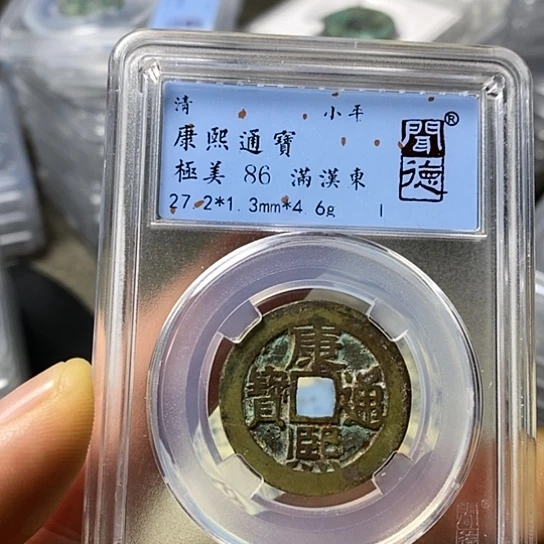 清 小平
康熙通寶
極美 86 滿漢東
27.2*1.3mm*4.6g
聞德®
康熙通寶